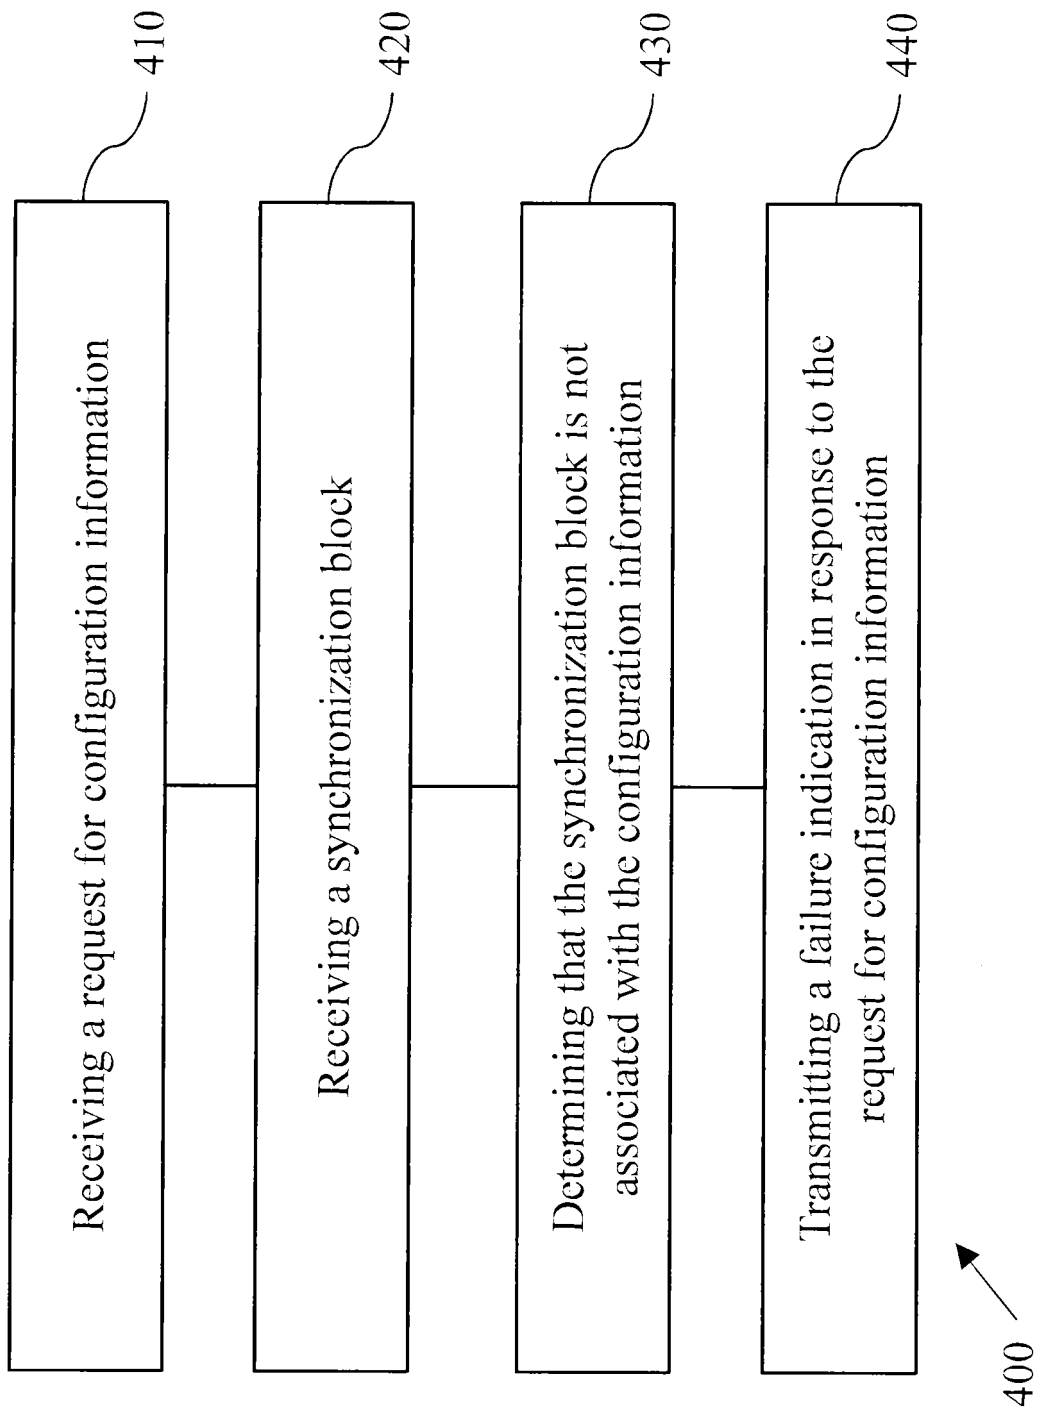 Receiving a request for configuration information
410
Receiving a synchronization block
420
Determining that the synchronization block is not
associated with the configuration information
430
Transmitting a failure indication in response to the
request for configuration information
440
400